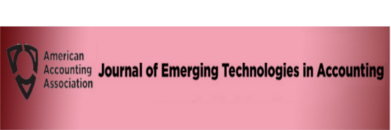 American
Accounting
Association
Journal of Emerging Technologies in Accounting